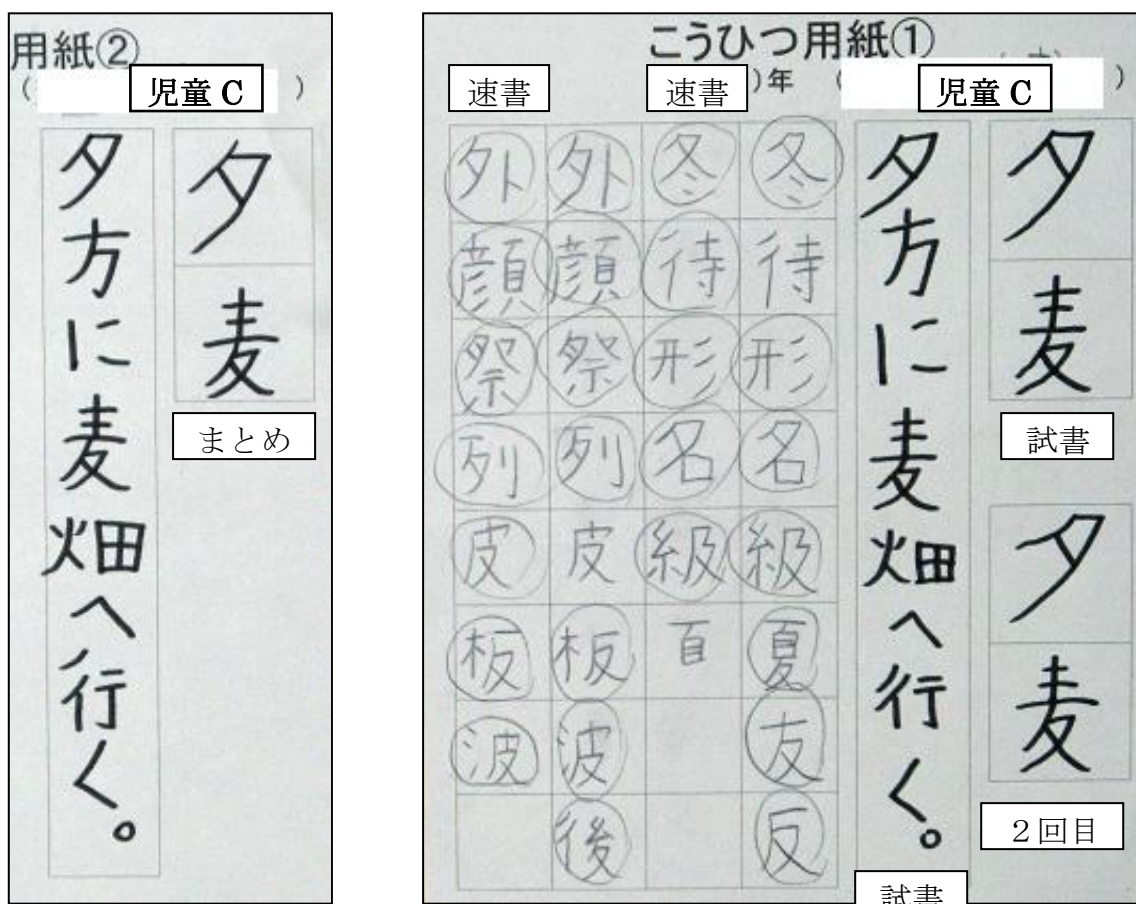 用紙②
( 児童C )
夕麦
まとめ
夕方に麦畑へ行く。
こうひつ用紙①
)年 ( 児童C )
夕麦
試書
夕麦
2回目
夕方に麦畑へ行く。
試書
冬待形名級夏友反
速書
冬待形名級
外顔祭列皮板波後
速書
外顔祭列皮板波